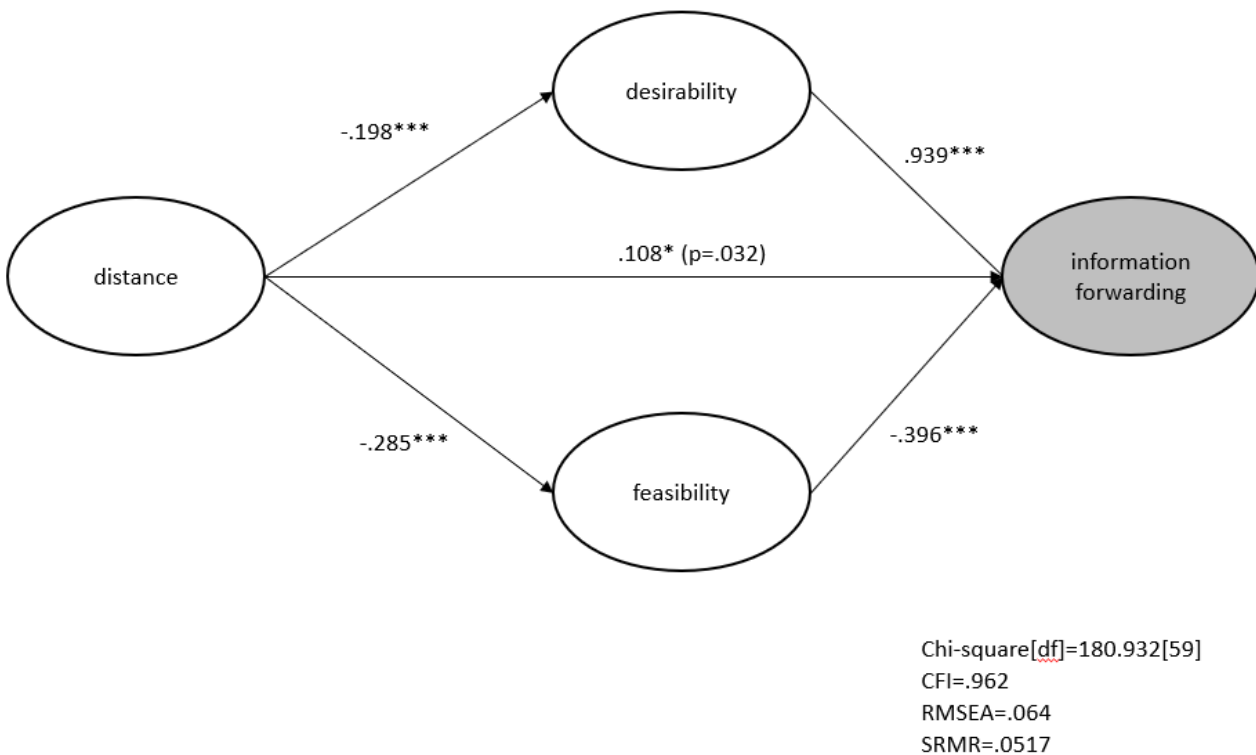 desirability
-.198***
.939***
.108* (p=.032)
distance
information
forwarding
-.285***
-.396***
feasibility
Chi-square[df]=180.932[59]
CFI=.962
RMSEA=.064
SRMR=.0517